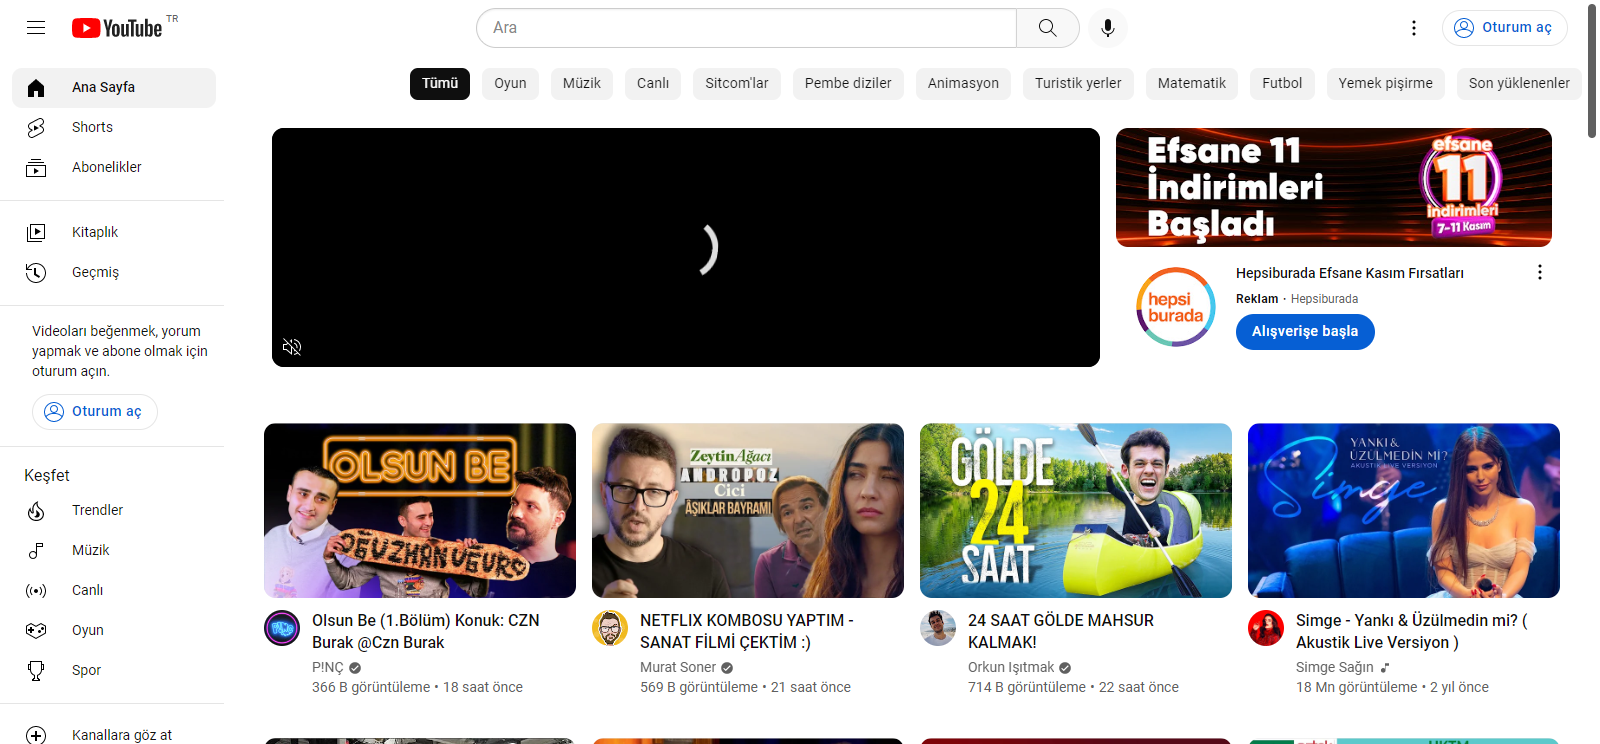 YouTube TR
Ara
Oturum aç
Ana Sayfa
Shorts
Abonelikler
Kitaplık
Geçmiş
Videoları beğenmek, yorum
yapmak ve abone olmak için
oturum açın.
Oturum aç
Keşfet
Trendler
Müzik
Canlı
Oyun
Spor
Kanallara göz at
Tümü
Oyun
Müzik
Canlı
Sitcom'lar
Pembe diziler
Animasyon
Turistik yerler
Matematik
Futbol
Yemek pişirme
Son yüklenenler
Efsane 11
İndirimleri
Başladı
efsane
11
indirimleri
7-11 Kasım
hepsi
burada
Hepsiburada Efsane Kasım Fırsatları
Reklam · Hepsiburada
Alışverişe başla
OLSUN BE
OĞUZHAN UĞURS
Olsun Be (1.Bölüm) Konuk: CZN
Burak @Czn Burak
P!NÇ
366 B görüntüleme • 18 saat önce
ZeytinAğacı
ANDROPOZ
Cici
AŞIKLAR BAYRAMI
NETFLIX KOMBOSU YAPTIM -
SANAT FİLMİ ÇEKTİM :)
Murat Soner
569 B görüntüleme • 21 saat önce
GÖLDE
24
SAAT
24 SAAT GÖLDE MAHSUR
KALMAK!
Orkun Işıtmak
714 B görüntüleme • 22 saat önce
YANKI &
ÜZÜLMEDİN Mİ?
AKUSTIK LIVE VERSIYON
Simge
Simge - Yankı & Üzülmedin mi? (
Akustik Live Versiyon )
Simge Sağın
18 Mn görüntüleme • 2 yıl önce